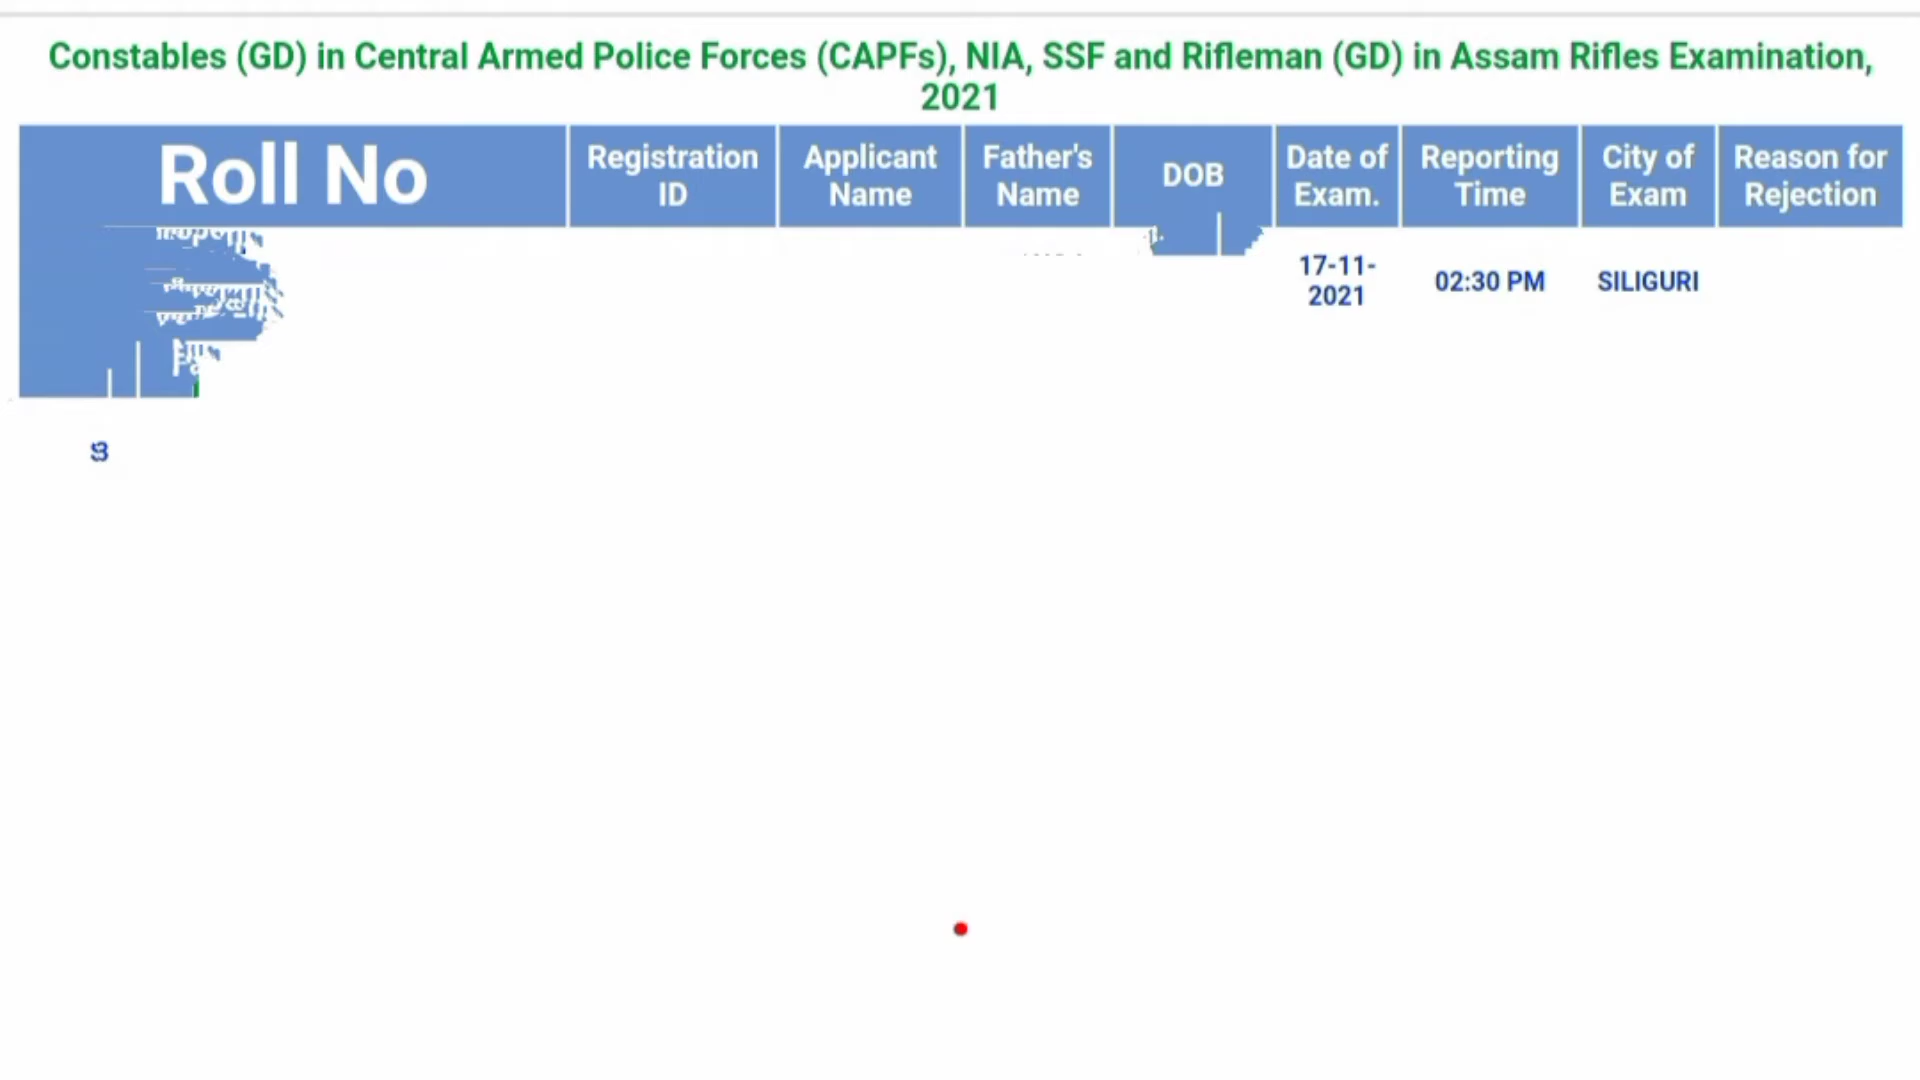 Constables (GD) in Central Armed Police Forces (CAPFs), NIA, SSF and Rifleman (GD) in Assam Rifles Examination,
2021
Roll No
Registration
ID
Applicant
Name
Father's
Name
DOB
Date of
Exam.
Reporting
Time
City of
Exam
Reason for
Rejection
17-11-
2021
02:30 PM
SILIGURI